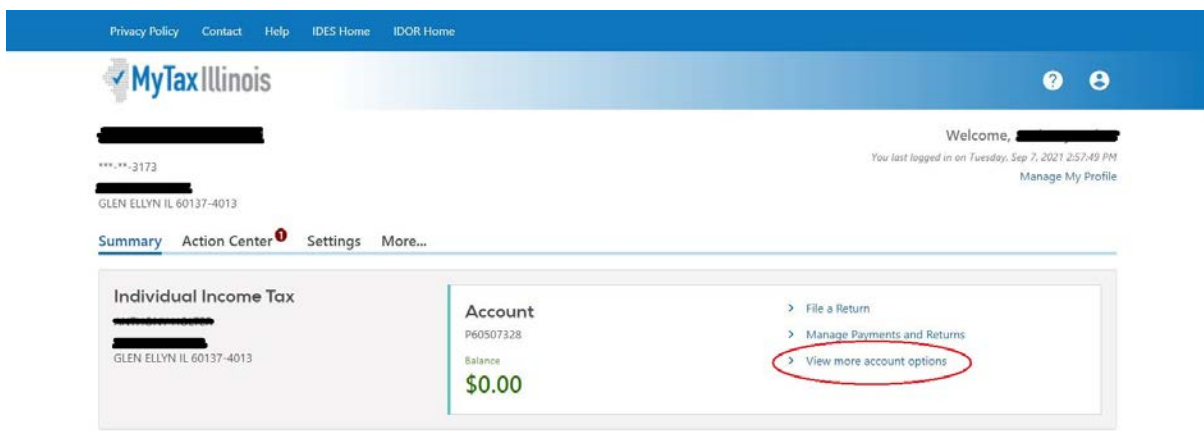 Privacy Policy Contact Help IDES Home IDOR Home
MyTax Illinois
Welcome,
***-**-3173
You last logged in on Tuesday, Sep 7, 2021 2:57:49 PM
Manage My Profile
GLEN ELLYN IL 60137-4013
Summary Action Center 1 Settings More...
Individual Income Tax
GLEN ELLYN IL 60137-4013
Account
P60507328
Balance
$0.00
> File a Return
> Manage Payments and Returns
> View more account options